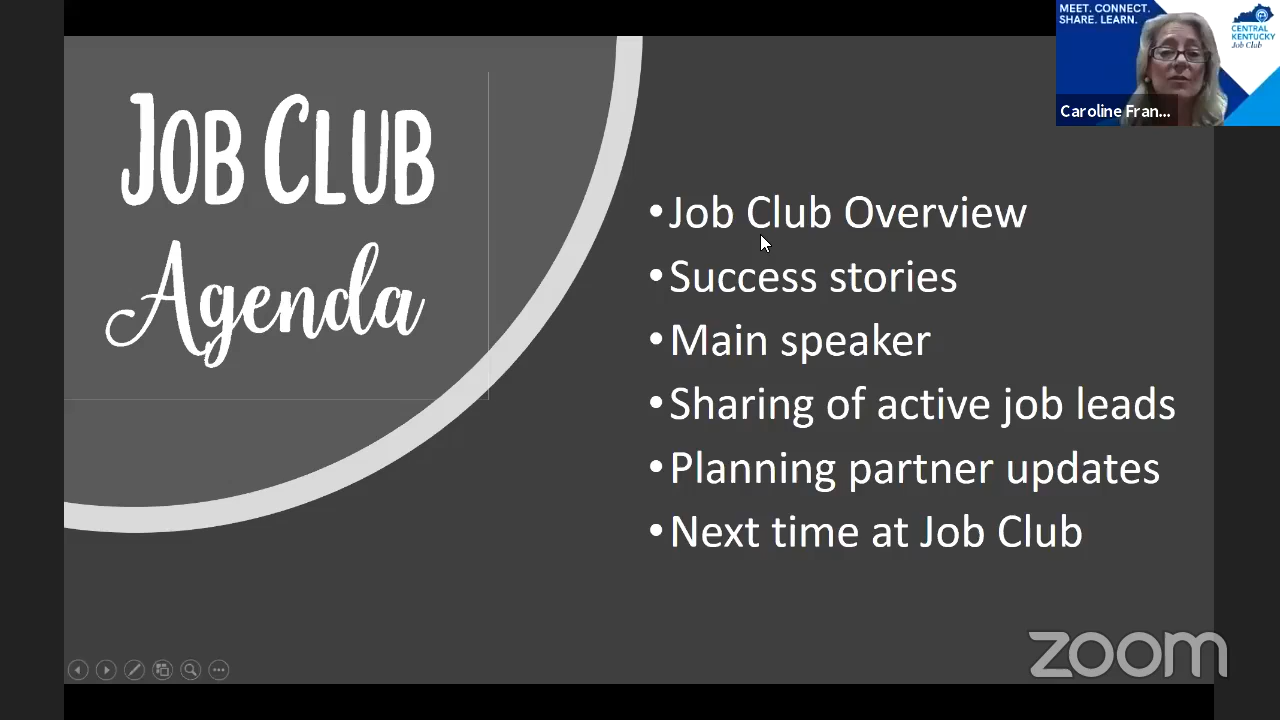 MEET. CONNECT.
SHARE. LEARN.
CENTRAL
KENTUCKY
Job Club
Caroline Fran...
JOB CLUB
Agenda
•Job Club Overview
•Success stories
•Main speaker
•Sharing of active job leads
•Planning partner updates
•Next time at Job Club
zoom